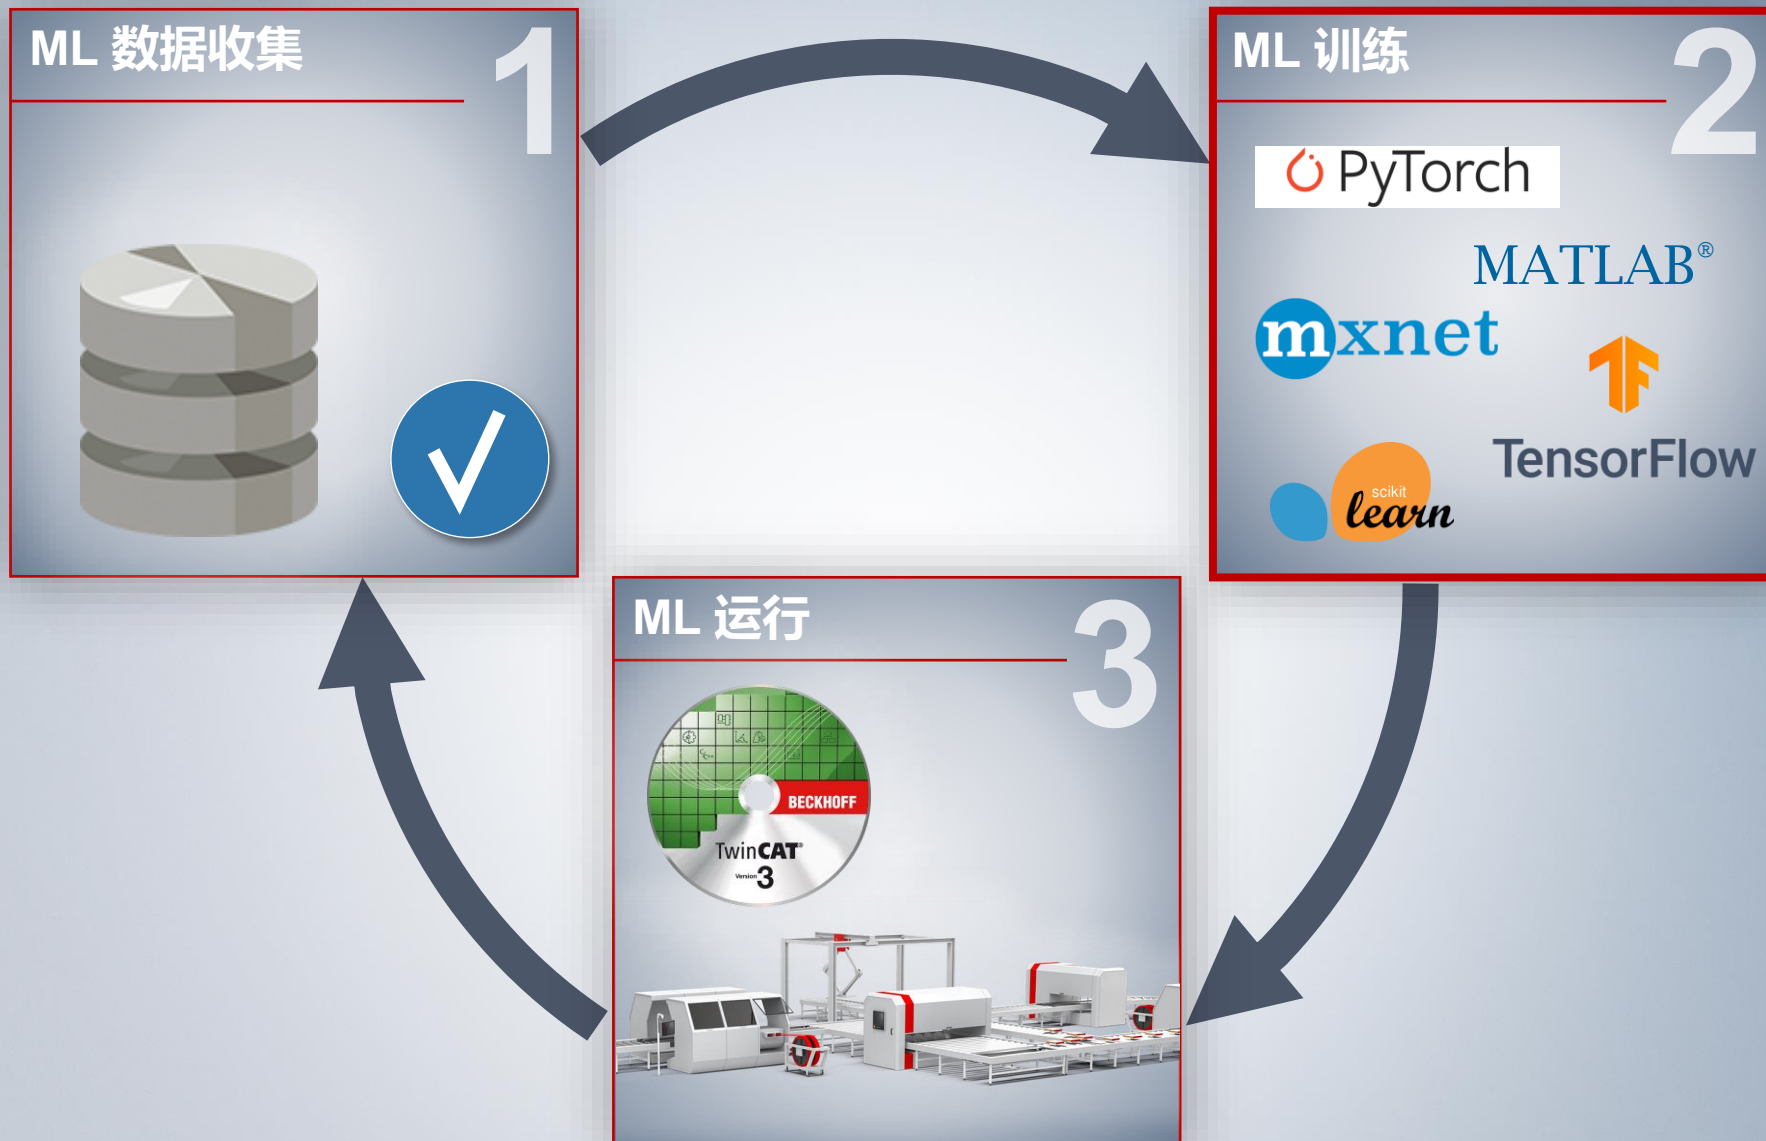 ML 数据收集
1
ML 训练
2
PyTorch
MATLAB®
mxnet
TensorFlow
scikit
learn
ML 运行
3
BECKHOFF
TwinCAT®
Version 3